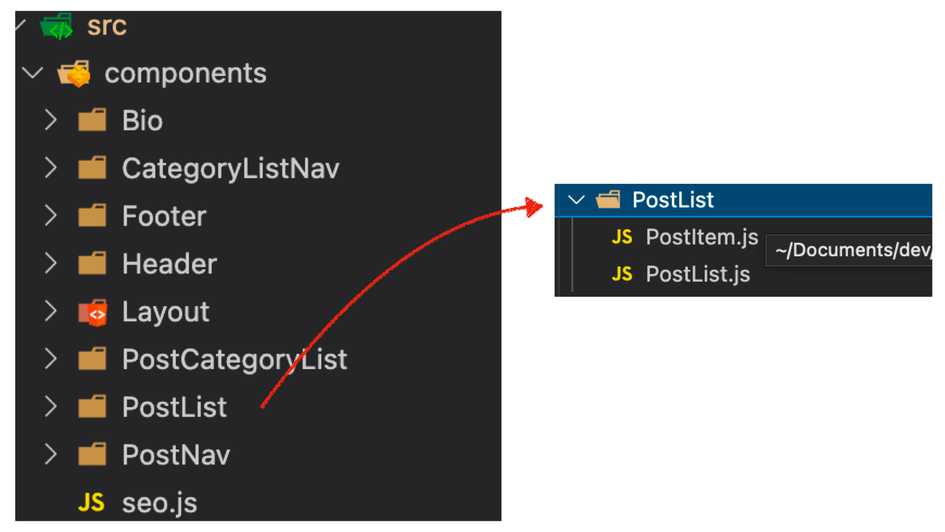 src
components
Bio
CategoryListNav
Footer
Header
Layout
PostCategoryList
PostList
PostNav
JS seo.js
PostList
JS PostItem.js
~/Documents/dev/
JS PostList.js